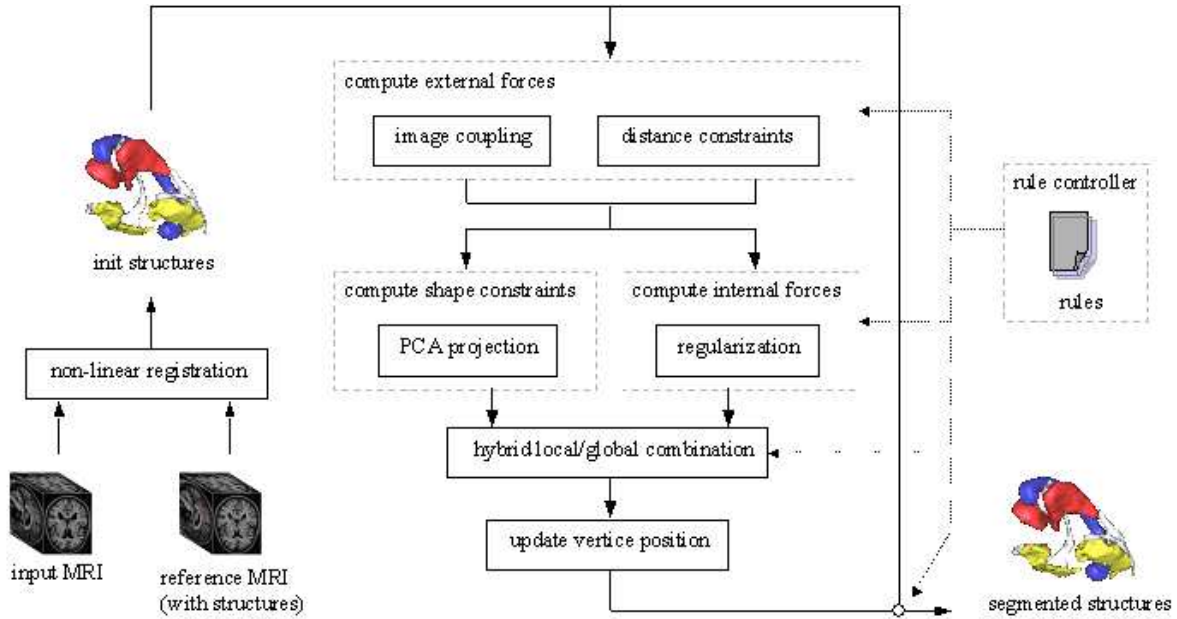 compute external forces
image coupling
distance constraints
rule controller
rules
init structures
compute shape constraints
compute internal forces
PCA projection
regularization
non-linear registration
hybrid local/global combination
update vertice position
input MRI
reference MRI
(with structures)
segmented structures